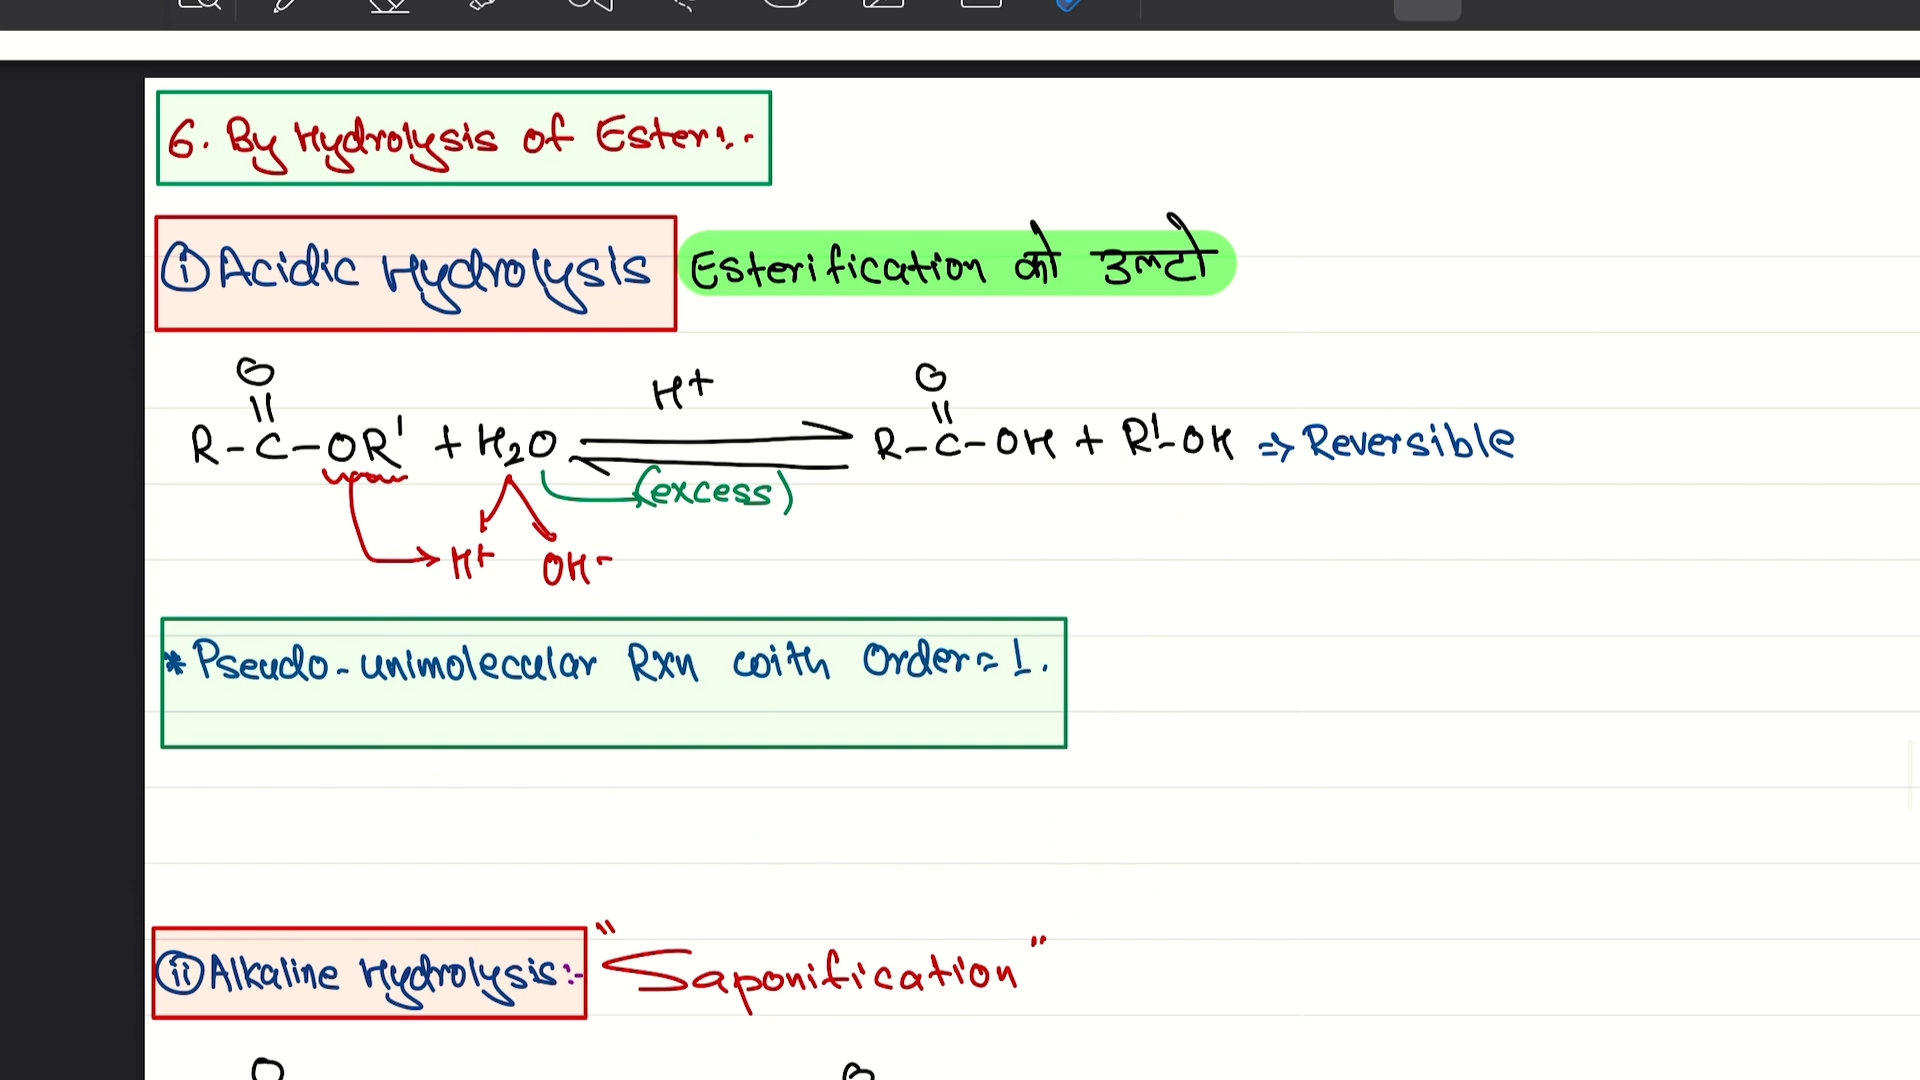 6. By Hydrolysis of Ester:-
(i) Acidic Hydrolysis Esterification को उल्टो
O O
|| H+ ||
R-C-OR' + H2O ⇌ R-C-OH + R'-OH ⇒ Reversible
(excess)
H+ OH-
* Pseudo-unimolecular Rxn with Order = 1.
(ii) Alkaline Hydrolysis:- "Saponification"
O O